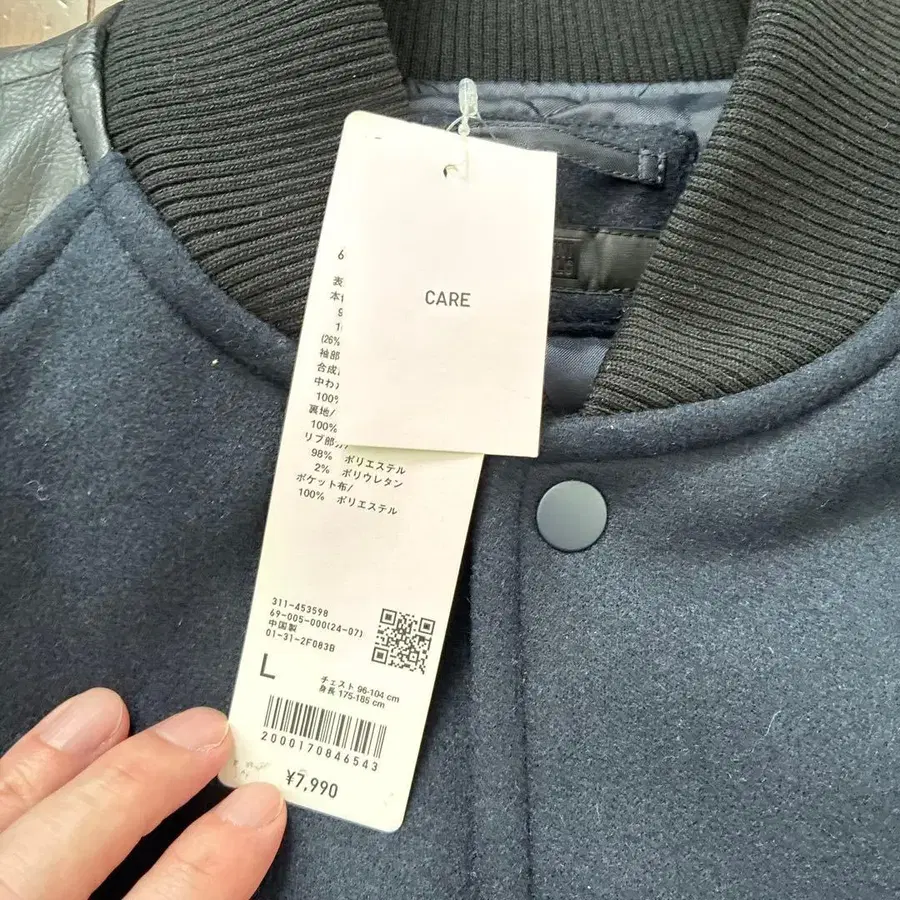 CARE
6
表
本
9
1
(26%
袖部
合成
中わ
100%
裏地/
100%
リブ部分/
98% ポリエステル
2% ポリウレタン
ポケット布/
100% ポリエステル
311-453598
69-005-000(24-07)
中国製
01-31-2F083B
L
チェスト 96-104 cm
身長 175-185 cm
2000170846543
¥7,990